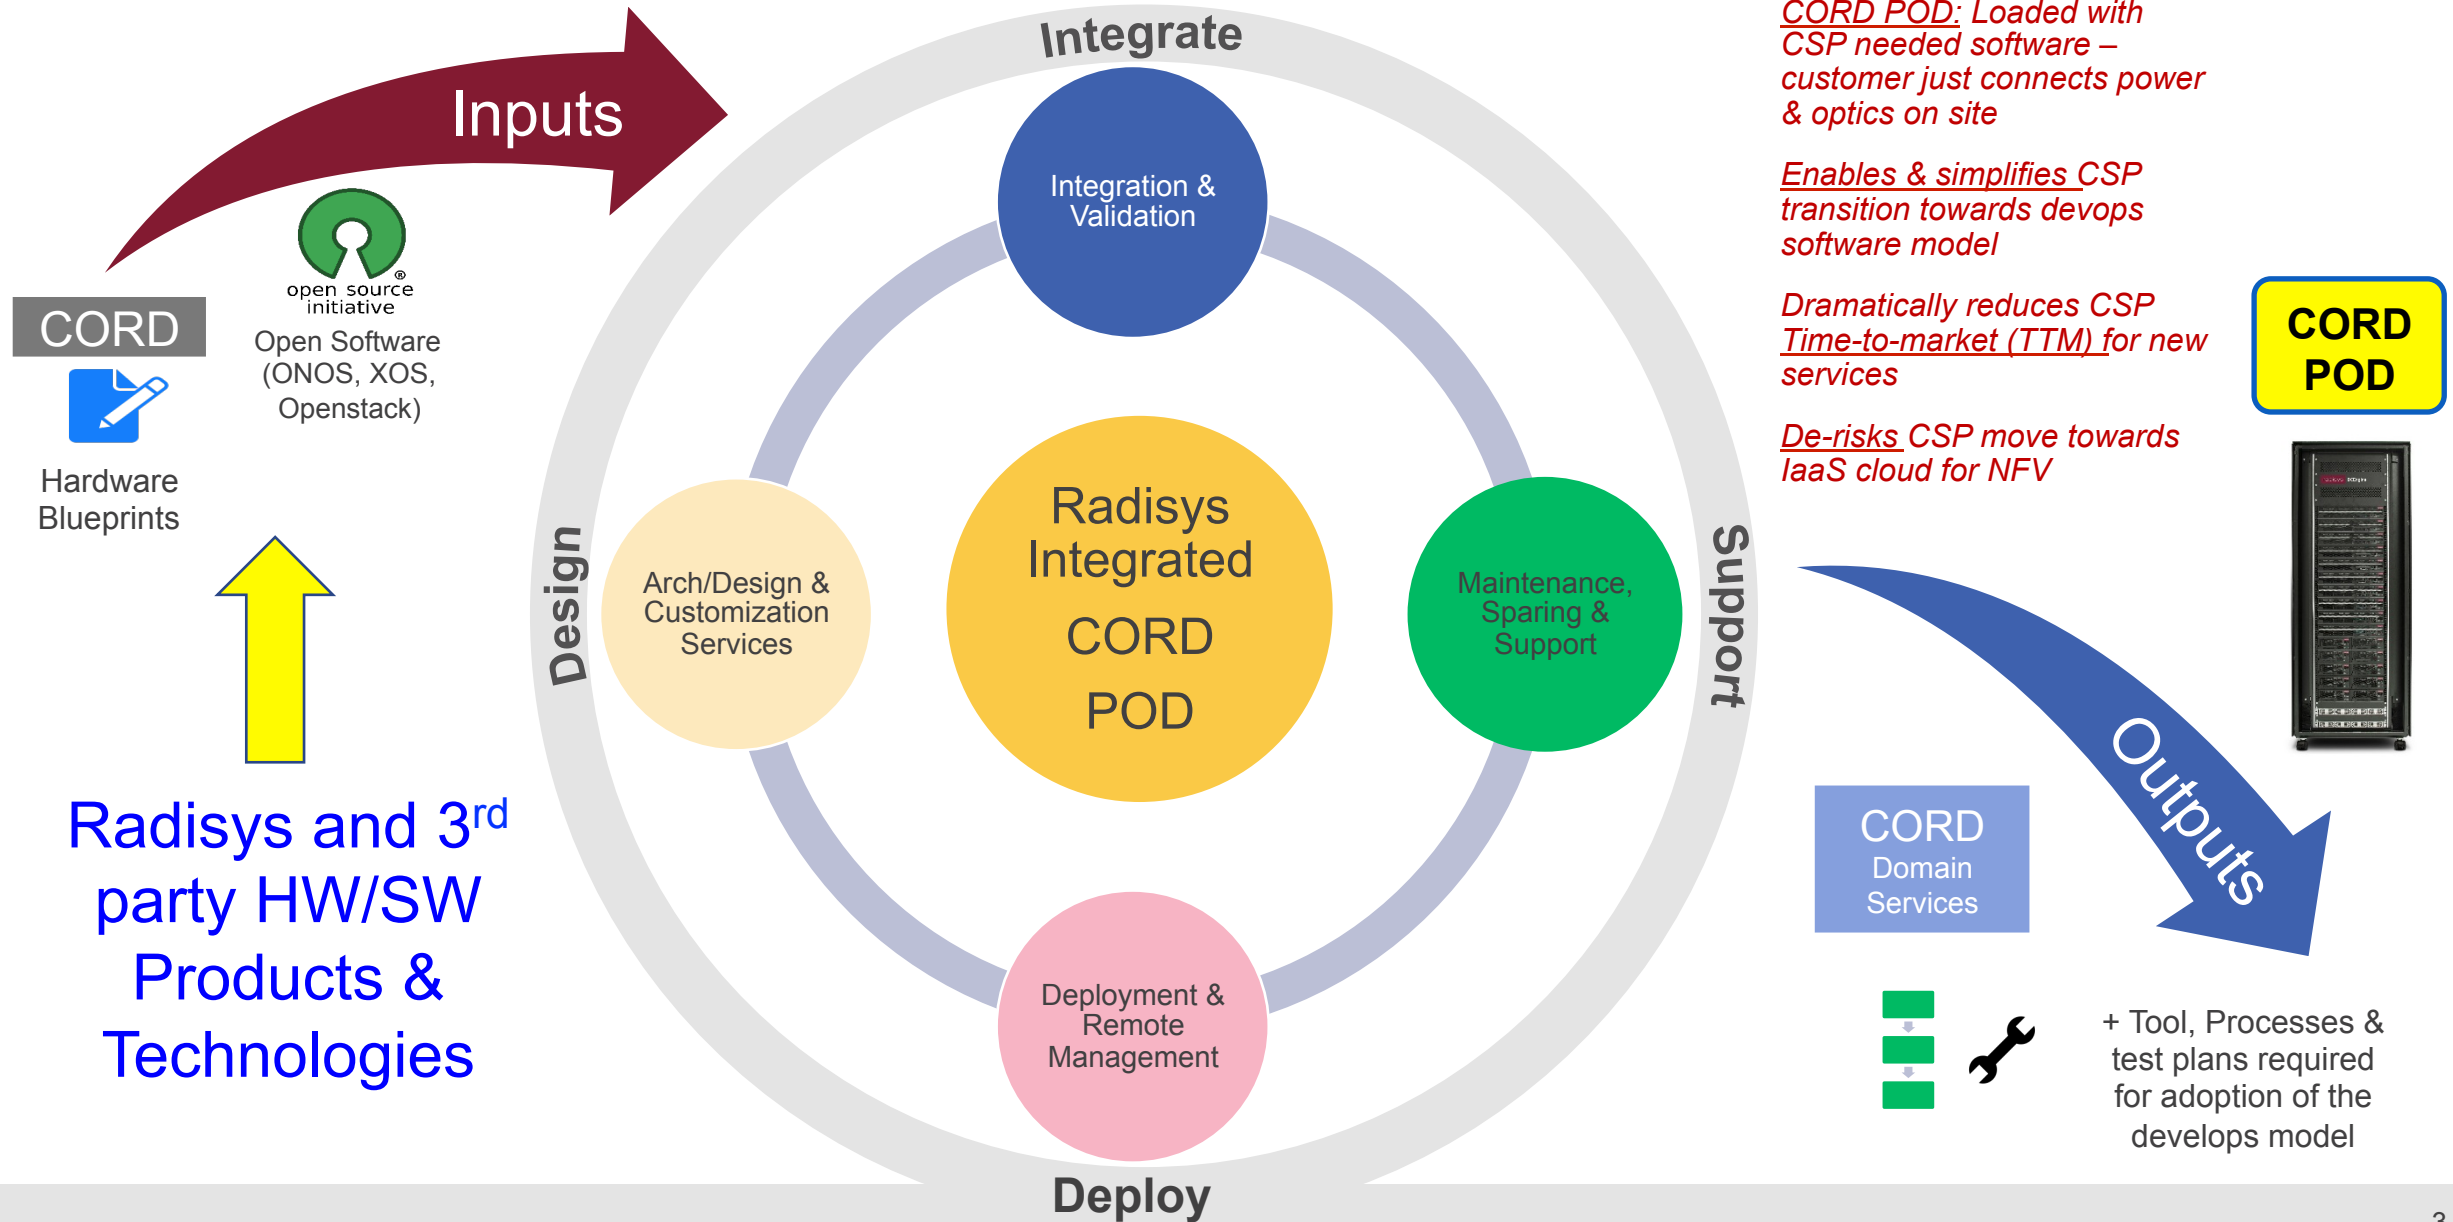 Integrate
Inputs
CORD
Hardware
Blueprints
open source
initiative
®
Open Software
(ONOS, XOS,
Openstack)
Radisys and 3rd
party HW/SW
Products &
Technologies
Design
Integration &
Validation
Arch/Design &
Customization
Services
Radisys
Integrated
CORD
POD
Maintenance,
Sparing &
Support
Deployment &
Remote
Management
Support
Deploy
CORD POD: Loaded with
CSP needed software –
customer just connects power
& optics on site
Enables & simplifies CSP
transition towards devops
software model
Dramatically reduces CSP
Time-to-market (TTM) for new
services
De-risks CSP move towards
IaaS cloud for NFV
CORD
POD
Outputs
CORD
Domain
Services
+ Tool, Processes &
test plans required
for adoption of the
develops model
3